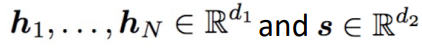 h₁, . . . , h_N ∈ ℝ^{d₁} and s ∈ ℝ^{d₂}